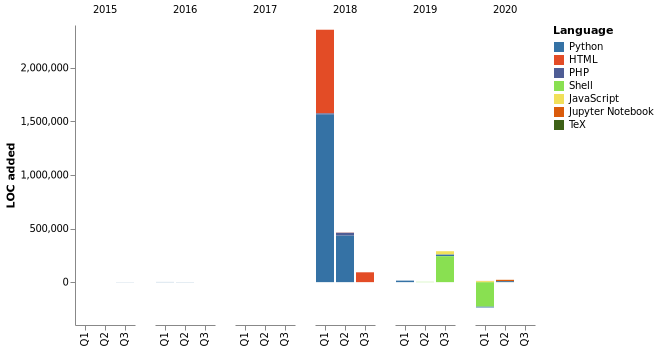 2015 2016 2017 2018 2019 2020
LOC added
2,000,000
1,500,000
1,000,000
500,000
0
Q1 Q2 Q3 Q1 Q2 Q3 Q1 Q2 Q3 Q1 Q2 Q3 Q1 Q2 Q3 Q1 Q2 Q3
Language
Python
HTML
PHP
Shell
JavaScript
Jupyter Notebook
TeX